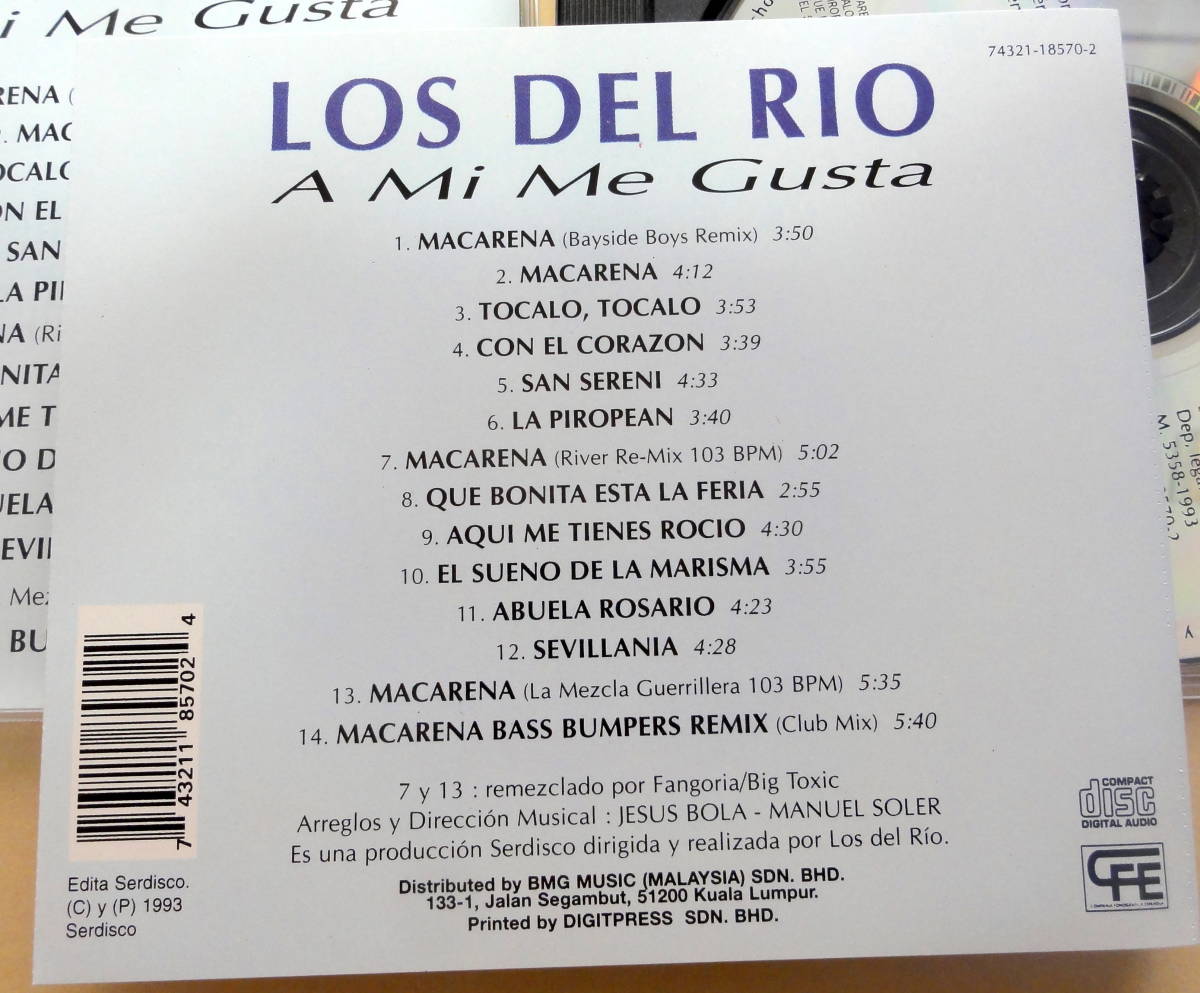 i Me Gusta
RENA (
. MAC
OCALO
ON EL
SAN
LA PI
NA (Ri
NITA
ME T
O D
UELA
EVI
Mez
BU
74321-18570-2
LOS DEL RIO
A Mi Me Gusta
1. MACARENA (Bayside Boys Remix) 3:50
2. MACARENA 4:12
3. TOCALO, TOCALO 3:53
4. CON EL CORAZON 3:39
5. SAN SERENI 4:33
6. LA PIROPEAN 3:40
7. MACARENA (River Re-Mix 103 BPM) 5:02
8. QUE BONITA ESTA LA FERIA 2:55
9. AQUI ME TIENES ROCIO 4:30
10. EL SUENO DE LA MARISMA 3:55
11. ABUELA ROSARIO 4:23
12. SEVILLANIA 4:28
13. MACARENA (La Mezcla Guerrillera 103 BPM) 5:35
14. MACARENA BASS BUMPERS REMIX (Club Mix) 5:40
7 y 13 : remezclado por Fangoria/Big Toxic
Arreglos y Dirección Musical : JESUS BOLA - MANUEL SOLER
Es una producción Serdisco dirigida y realizada por Los del Río.
Distributed by BMG MUSIC (MALAYSIA) SDN. BHD.
133-1, Jalan Segambut, 51200 Kuala Lumpur.
Printed by DIGITPRESS SDN. BHD.
7 43211 85702 4
Edita Serdisco.
(C) y (P) 1993
Serdisco
COMPACT
disc
DIGITAL AUDIO
CFE
Dep. legal
M. 5358-1993